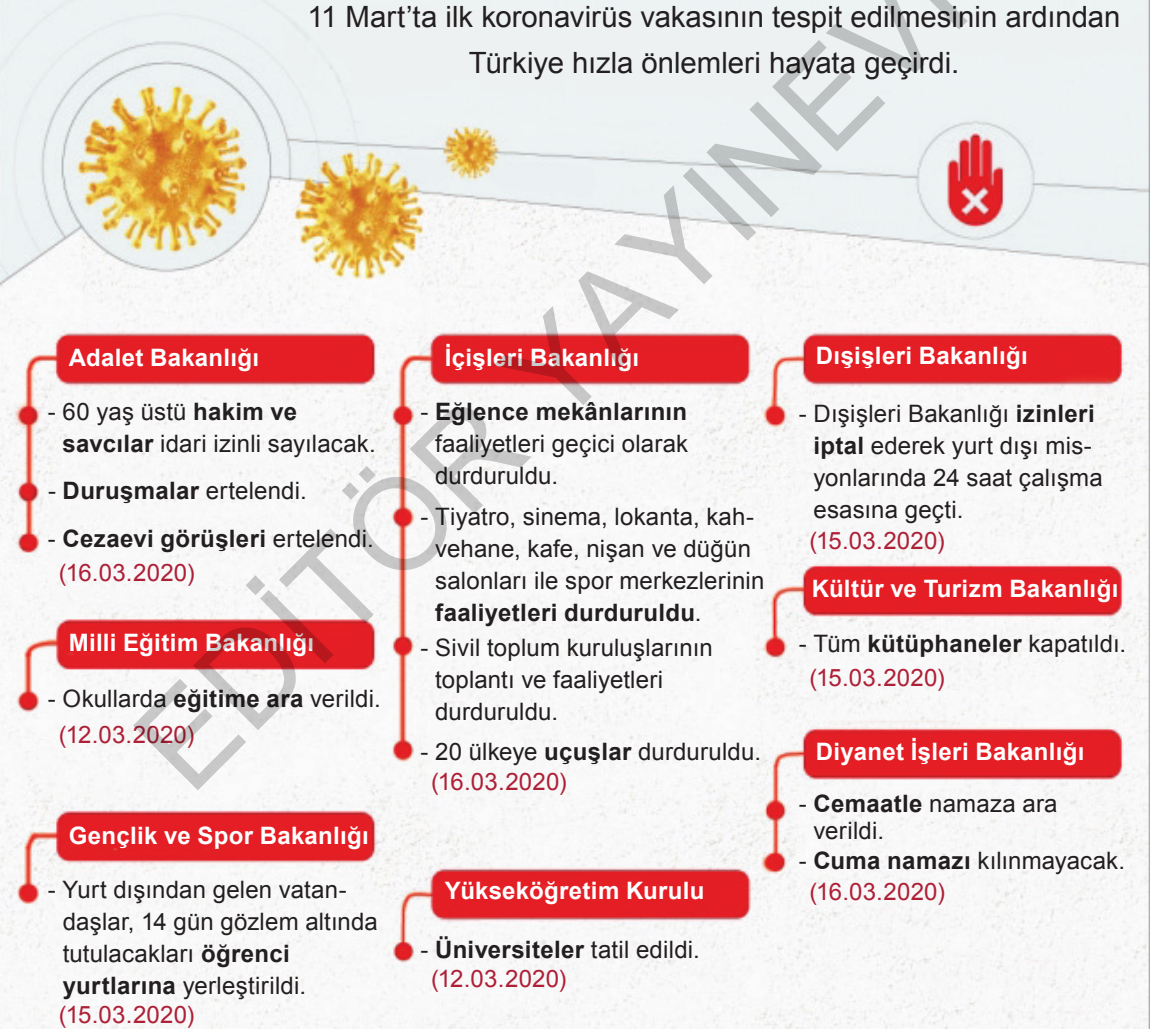 11 Mart’ta ilk koronavirüs vakasının tespit edilmesinin ardından
Türkiye hızla önlemleri hayata geçirdi.
Adalet Bakanlığı
- 60 yaş üstü hakim ve
savcılar idari izinli sayılacak.
- Duruşmalar ertelendi.
- Cezaevi görüşleri ertelendi.
(16.03.2020)
Milli Eğitim Bakanlığı
- Okullarda eğitime ara verildi.
(12.03.2020)
Gençlik ve Spor Bakanlığı
- Yurt dışından gelen vatan-
daşlar, 14 gün gözlem altında
tutulacakları öğrenci
yurtlarına yerleştirildi.
(15.03.2020)
İçişleri Bakanlığı
- Eğlence mekânlarının
faaliyetleri geçici olarak
durduruldu.
- Tiyatro, sinema, lokanta, kah-
vehane, kafe, nişan ve düğün
salonları ile spor merkezlerinin
faaliyetleri durduruldu.
- Sivil toplum kuruluşlarının
toplantı ve faaliyetleri
durduruldu.
- 20 ülkeye uçuşlar durduruldu.
(16.03.2020)
Yükseköğretim Kurulu
- Üniversiteler tatil edildi.
(12.03.2020)
Dışişleri Bakanlığı
- Dışişleri Bakanlığı izinleri
iptal ederek yurt dışı mis-
yonlarında 24 saat çalışma
esasına geçti.
(15.03.2020)
Kültür ve Turizm Bakanlığı
- Tüm kütüphaneler kapatıldı.
(15.03.2020)
Diyanet İşleri Bakanlığı
- Cemaatle namaza ara
verildi.
- Cuma namazı kılınmayacak.
(16.03.2020)
EDİTÖR YAYINEVİ